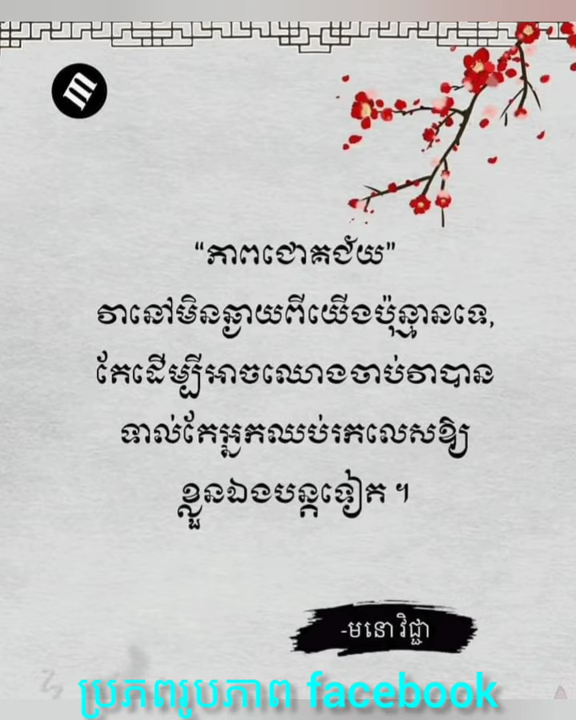 m
“ភាពជោគជ័យ”
វានៅមិនឆ្ងាយពីយើងប៉ុន្មានទេ,
តែដើម្បីអាចឈោងចាប់វាបាន
ទាល់តែអ្នកឈប់រកលេសឱ្យ
ខ្លួនឯងបន្តទៀត ។
-មនោ វិជ្ជា
ប្រភពរូបភាព facebook